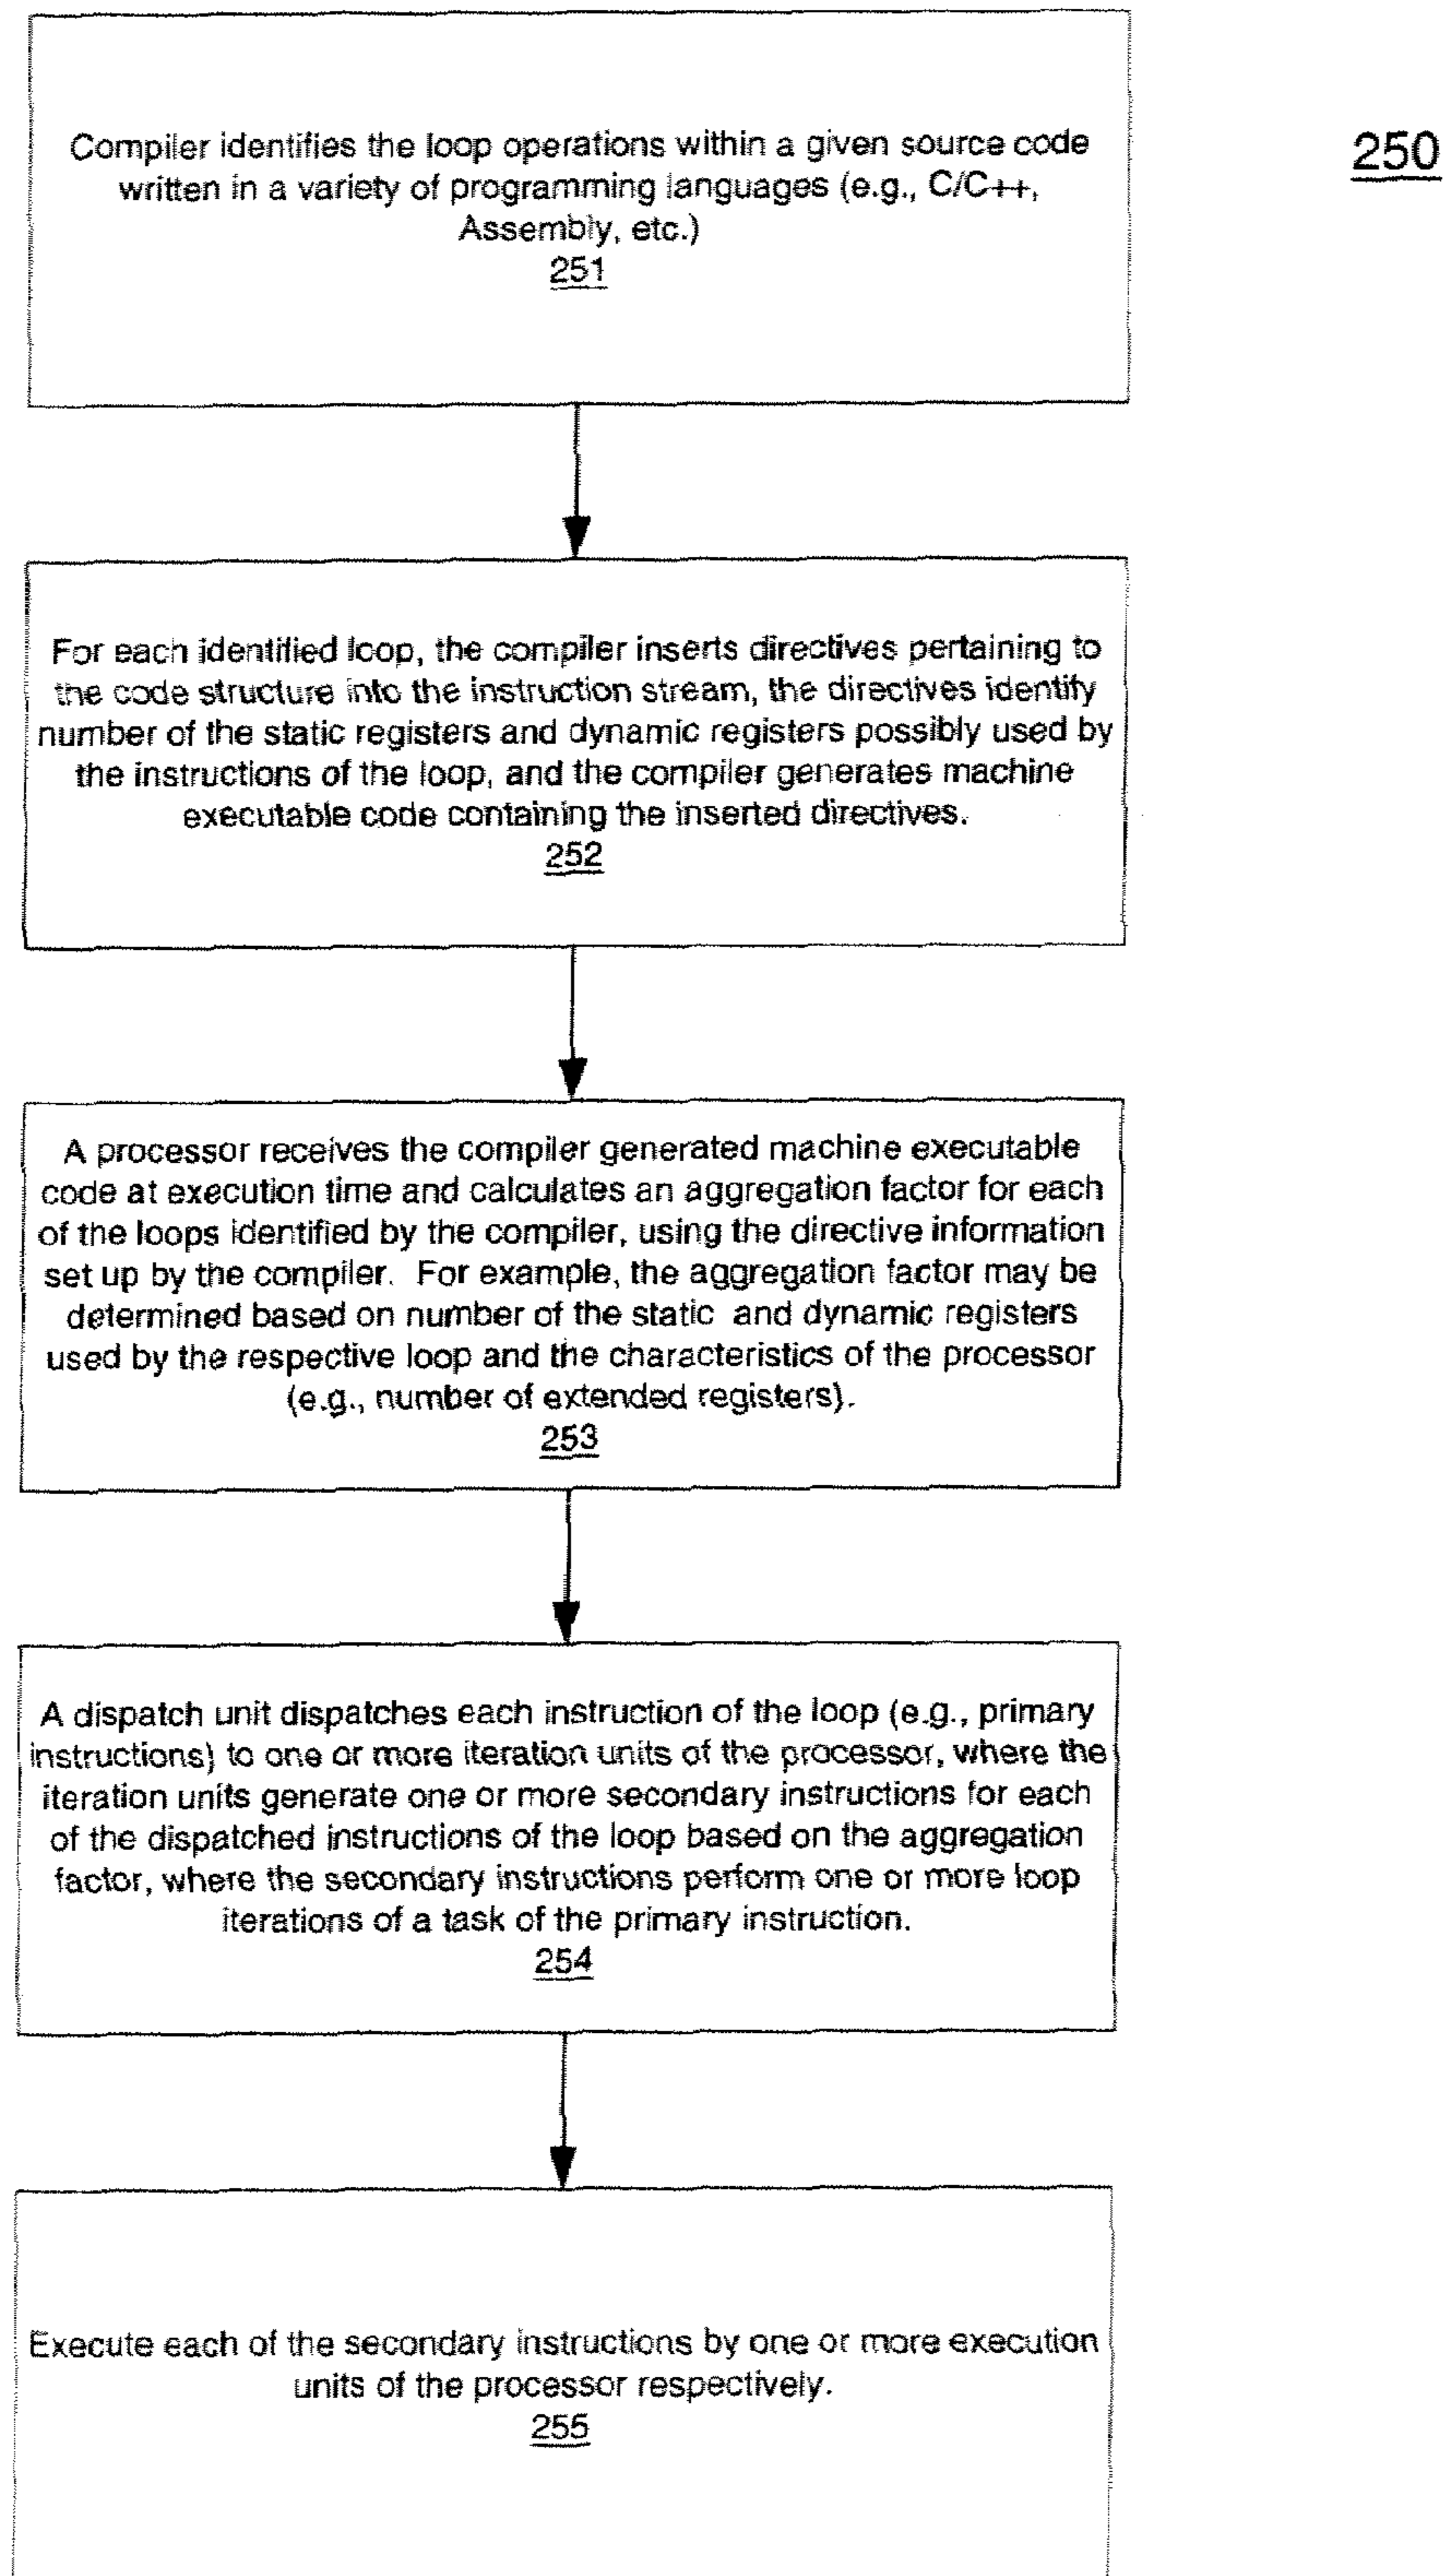 250
Compiler identifies the loop operations within a given source code
written in a variety of programming languages (e.g., C/C++,
Assembly, etc.)
251
For each identified loop, the compiler inserts directives pertaining to
the code structure into the instruction stream, the directives identify
number of the static registers and dynamic registers possibly used by
the instructions of the loop, and the compiler generates machine
executable code containing the inserted directives.
252
A processor receives the compiler generated machine executable
code at execution time and calculates an aggregation factor for each
of the loops identified by the compiler, using the directive information
set up by the compiler. For example, the aggregation factor may be
determined based on number of the static and dynamic registers
used by the respective loop and the characteristics of the processor
(e.g., number of extended registers).
253
A dispatch unit dispatches each instruction of the loop (e.g., primary
instructions) to one or more iteration units of the processor, where the
iteration units generate one or more secondary instructions for each
of the dispatched instructions of the loop based on the aggregation
factor, where the secondary instructions perform one or more loop
iterations of a task of the primary instruction.
254
Execute each of the secondary instructions by one or more execution
units of the processor respectively.
255